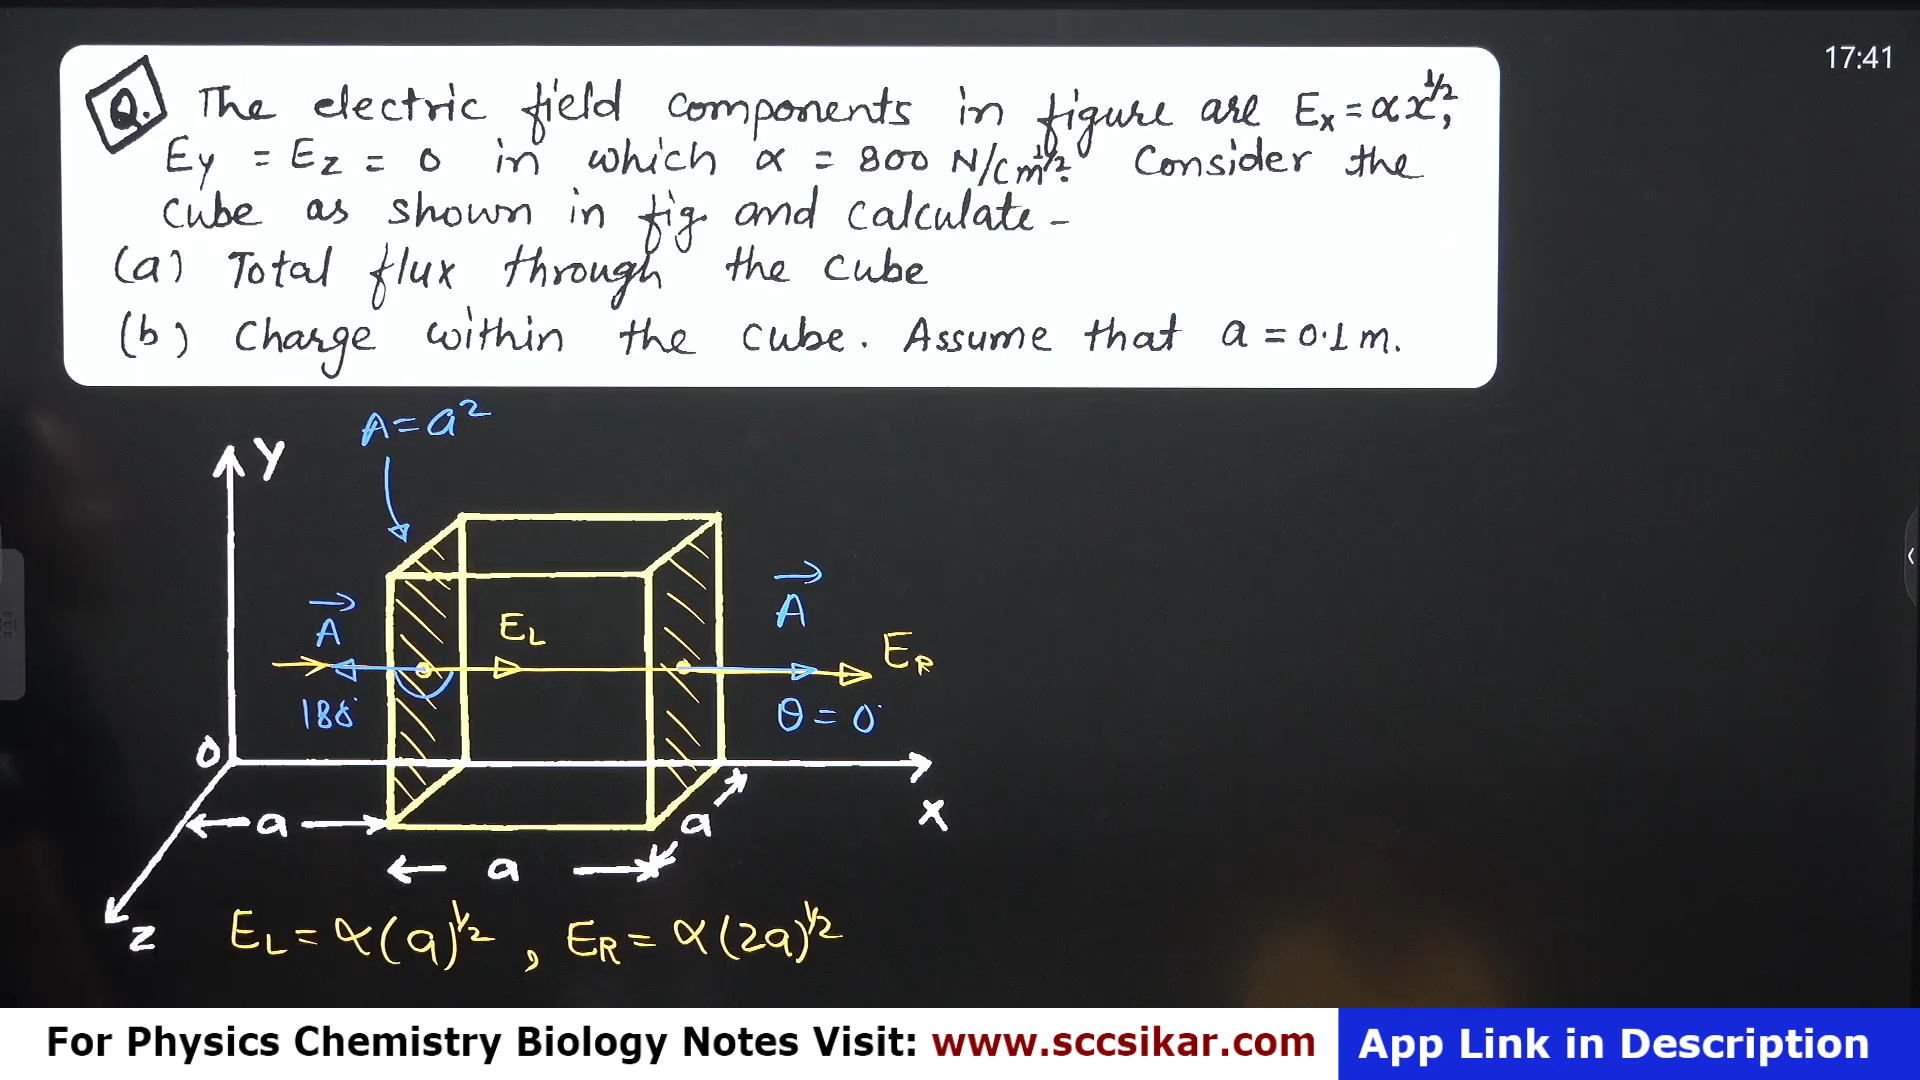 17:41
Q. The electric field components in figure are Ex = αx^1/2,
Ey = Ez = 0 in which α = 800 N/cm^1/2. Consider the
cube as shown in fig. and calculate -
(a) Total flux through the cube
(b) Charge within the cube. Assume that a = 0.1 m.
A = a²
Y
A
EL
A
ER
180°
θ = 0°
O
a
a
X
a
Z
EL = α(a)^1/2 , ER = α(2a)^1/2
For Physics Chemistry Biology Notes Visit: www.sccsikar.com App Link in Description